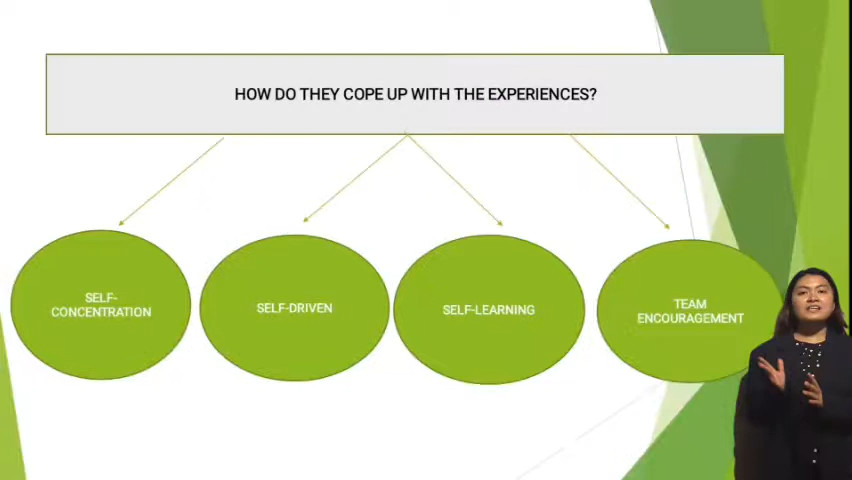 HOW DO THEY COPE UP WITH THE EXPERIENCES?
SELF-
CONCENTRATION
SELF-DRIVEN
SELF-LEARNING
TEAM
ENCOURAGEMENT